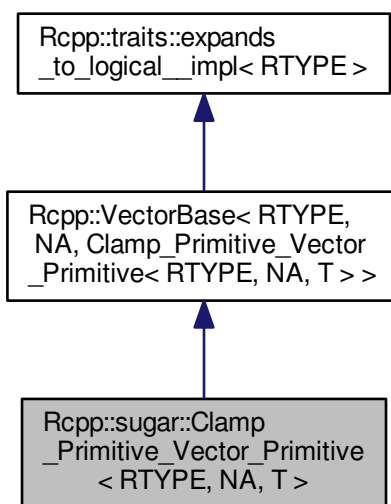 Rcpp::traits::expands
_to_logical__impl< RTYPE >
Rcpp::VectorBase< RTYPE,
NA, Clamp_Primitive_Vector
_Primitive< RTYPE, NA, T > >
Rcpp::sugar::Clamp
_Primitive_Vector_Primitive
< RTYPE, NA, T >